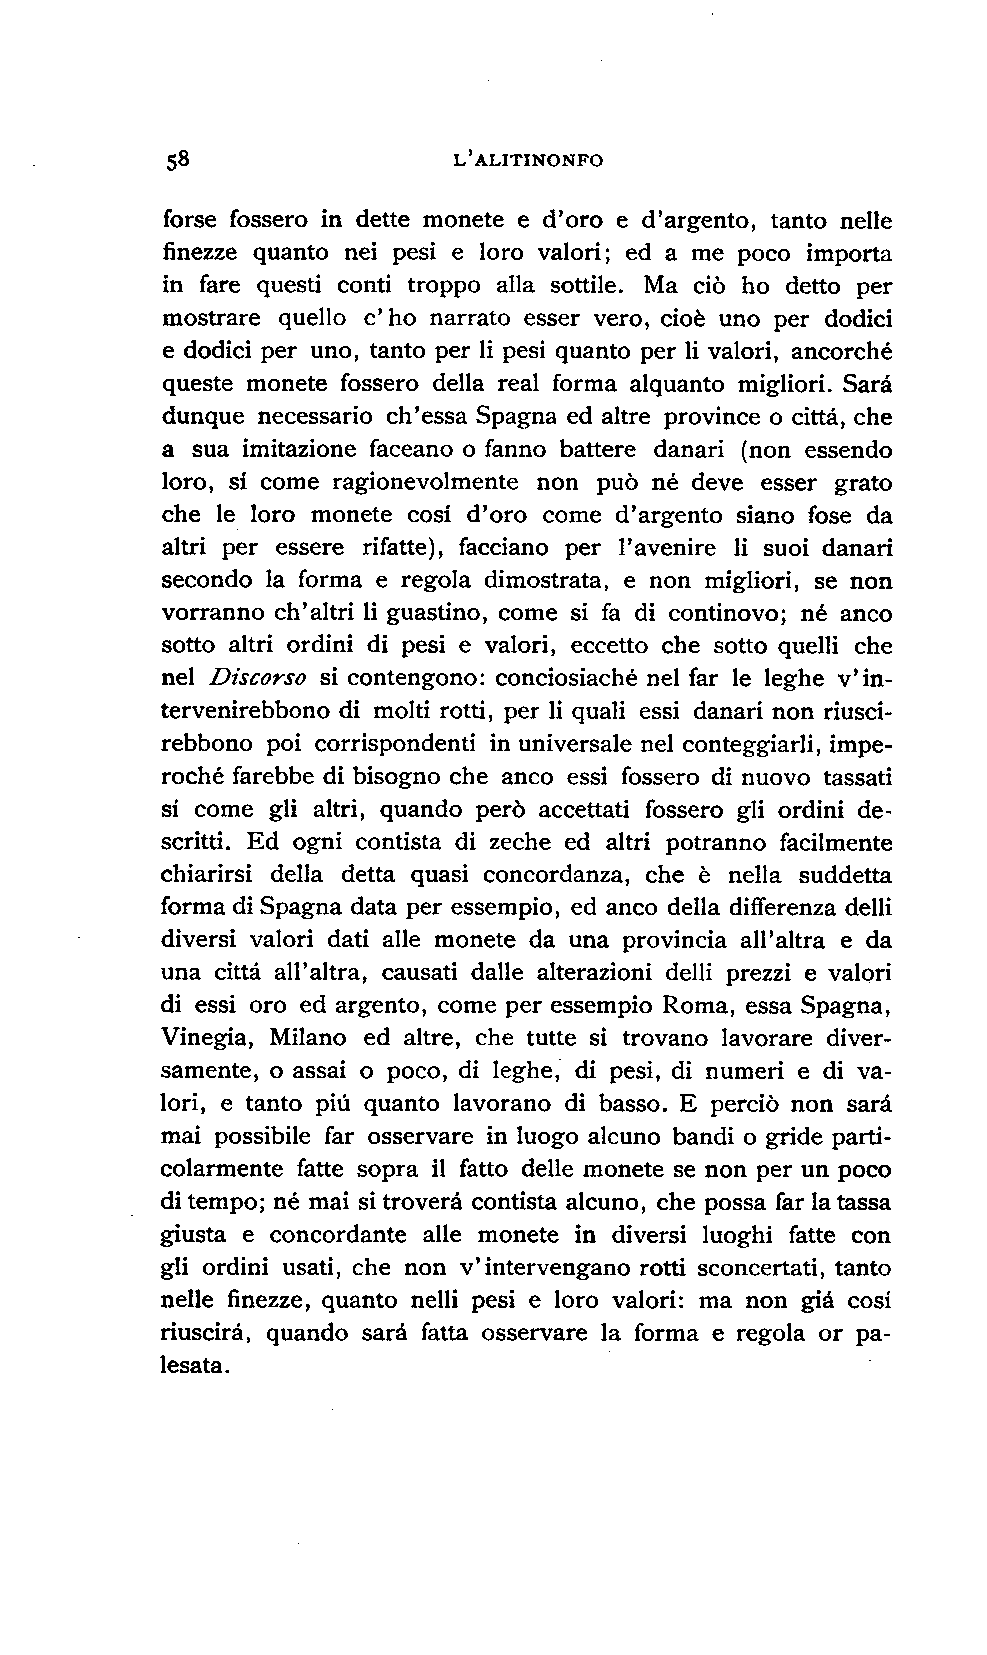 58 L'ALITINONFO
forse fossero in dette monete e d'oro e d'argento, tanto nelle
finezze quanto nei pesi e loro valori; ed a me poco importa
in fare questi conti troppo alla sottile. Ma ciò ho detto per
mostrare quello c' ho narrato esser vero, cioè uno per dodici
e dodici per uno, tanto per li pesi quanto per li valori, ancorché
queste monete fossero della real forma alquanto migliori. Sará
dunque necessario ch'essa Spagna ed altre province o cittá, che
a sua imitazione faceano o fanno battere danari (non essendo
loro, sí come ragionevolmente non può né deve esser grato
che le loro monete cosí d'oro come d'argento siano fose da
altri per essere rifatte), facciano per l'avenire li suoi danari
secondo la forma e regola dimostrata, e non migliori, se non
vorranno ch'altri li guastino, come si fa di continovo; né anco
sotto altri ordini di pesi e valori, eccetto che sotto quelli che
nel Discorso si contengono: conciosiaché nel far le leghe v' in-
tervenirebbono di molti rotti, per li quali essi danari non riusci-
rebbono poi corrispondenti in universale nel conteggiarli, impe-
roché farebbe di bisogno che anco essi fossero di nuovo tassati
sí come gli altri, quando però accettati fossero gli ordini de-
scritti. Ed ogni contista di zeche ed altri potranno facilmente
chiarirsi della detta quasi concordanza, che è nella suddetta
forma di Spagna data per essempio, ed anco della differenza delli
diversi valori dati alle monete da una provincia all'altra e da
una cittá all'altra, causati dalle alterazioni delli prezzi e valori
di essi oro ed argento, come per essempio Roma, essa Spagna,
Vinegia, Milano ed altre, che tutte si trovano lavorare diver-
samente, o assai o poco, di leghe, di pesi, di numeri e di va-
lori, e tanto piú quanto lavorano di basso. E perciò non sará
mai possibile far osservare in luogo alcuno bandi o gride parti-
colarmente fatte sopra il fatto delle monete se non per un poco
di tempo; né mai si troverá contista alcuno, che possa far la tassa
giusta e concordante alle monete in diversi luoghi fatte con
gli ordini usati, che non v' intervengano rotti sconcertati, tanto
nelle finezze, quanto nelli pesi e loro valori: ma non giá cosí
riuscirá, quando sará fatta osservare la forma e regola or pa-
lesata.